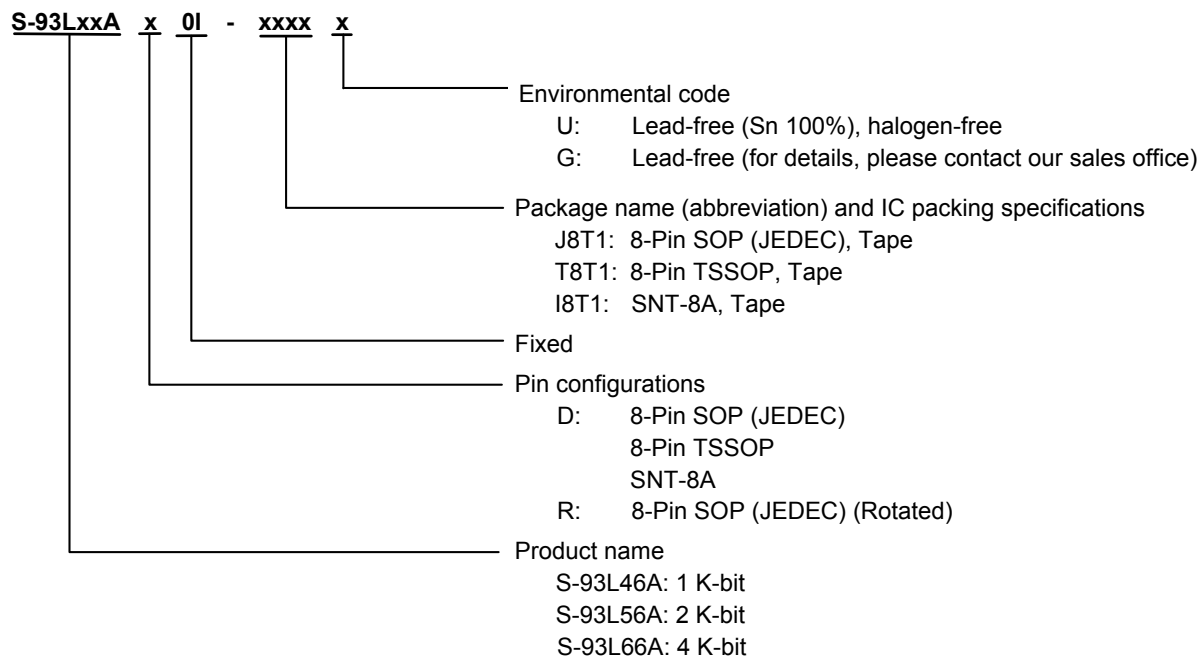 S-93LxxA x 0I - xxxx x
Environmental code
U: Lead-free (Sn 100%), halogen-free
G: Lead-free (for details, please contact our sales office)
Package name (abbreviation) and IC packing specifications
J8T1: 8-Pin SOP (JEDEC), Tape
T8T1: 8-Pin TSSOP, Tape
I8T1: SNT-8A, Tape
Fixed
Pin configurations
D: 8-Pin SOP (JEDEC)
8-Pin TSSOP
SNT-8A
R: 8-Pin SOP (JEDEC) (Rotated)
Product name
S-93L46A: 1 K-bit
S-93L56A: 2 K-bit
S-93L66A: 4 K-bit